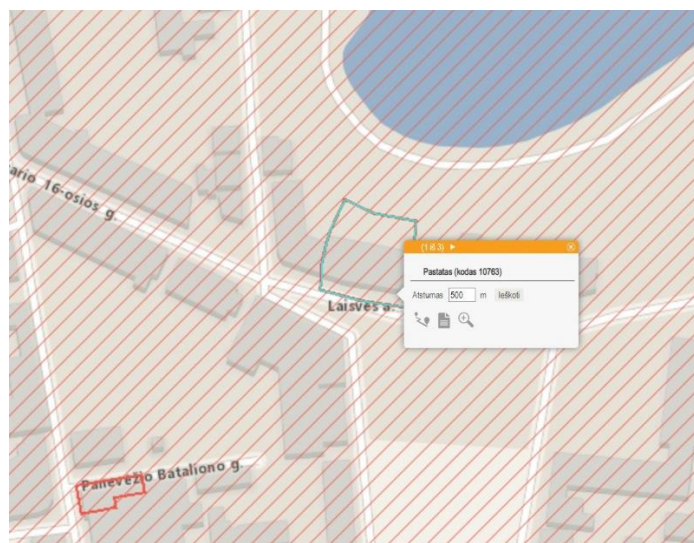 ario 16-osios g.
(1 iš 3)
Pastatas (kodas 10763)
Atstumas 500 m Ieškoti
Laisvės a.
Panevėžio Bataliono g.